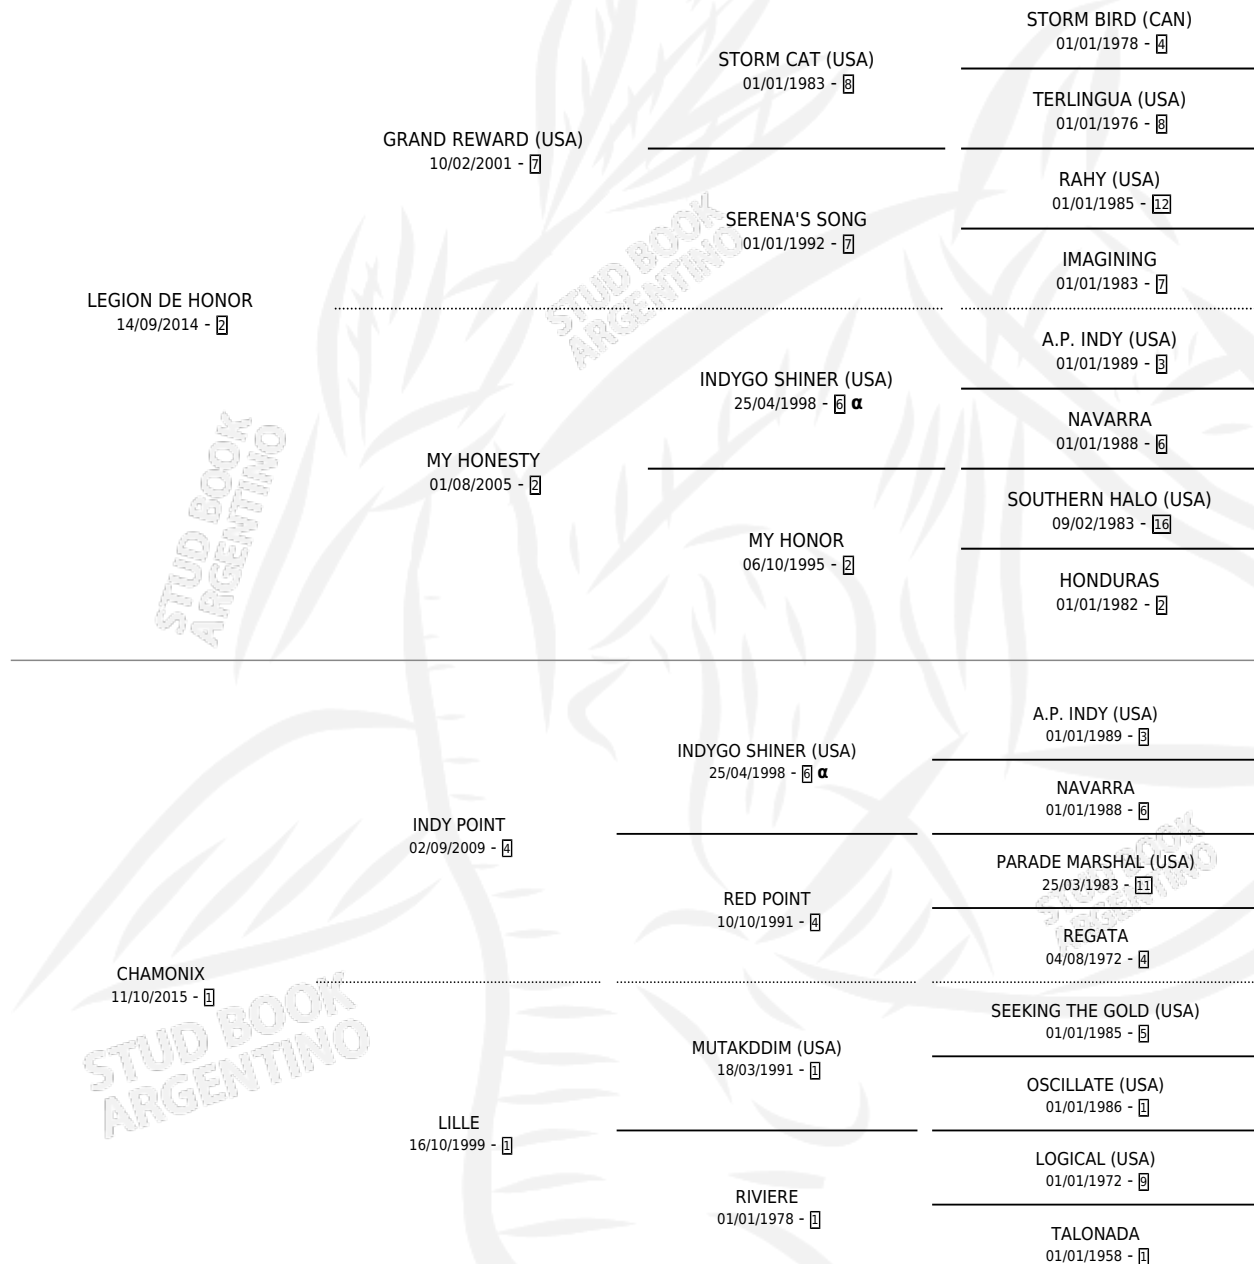 STORM BIRD (CAN)
01/01/1978 - 4
STORM CAT (USA)
01/01/1983 - 8
TERLINGUA (USA)
01/01/1976 - 8
GRAND REWARD (USA)
10/02/2001 - 7
RAHY (USA)
01/01/1985 - 12
SERENA'S SONG
01/01/1992 - 7
IMAGINING
01/01/1983 - 7
LEGION DE HONOR
14/09/2014 - 2
A.P. INDY (USA)
01/01/1989 - 3
INDYGO SHINER (USA)
25/04/1998 - 6 α
NAVARRA
01/01/1988 - 6
MY HONESTY
01/08/2005 - 2
SOUTHERN HALO (USA)
09/02/1983 - 16
MY HONOR
06/10/1995 - 2
HONDURAS
01/01/1982 - 2
STUD BOOK
ARGENTINO
STUD BOOK
ARGENTINO
A.P. INDY (USA)
01/01/1989 - 3
INDYGO SHINER (USA)
25/04/1998 - 6 α
NAVARRA
01/01/1988 - 6
INDY POINT
02/09/2009 - 4
PARADE MARSHAL (USA)
25/03/1983 - 11
RED POINT
10/10/1991 - 4
REGATA
04/08/1972 - 4
CHAMONIX
11/10/2015 - 1
SEEKING THE GOLD (USA)
01/01/1985 - 5
MUTAKDDIM (USA)
18/03/1991 - 1
OSCILLATE (USA)
01/01/1986 - 1
LILLE
16/10/1999 - 1
LOGICAL (USA)
01/01/1972 - 9
RIVIERE
01/01/1978 - 1
TALONADA
01/01/1958 - 1
STUD BOOK
ARGENTINO
STUD BOOK
ARGENTINO